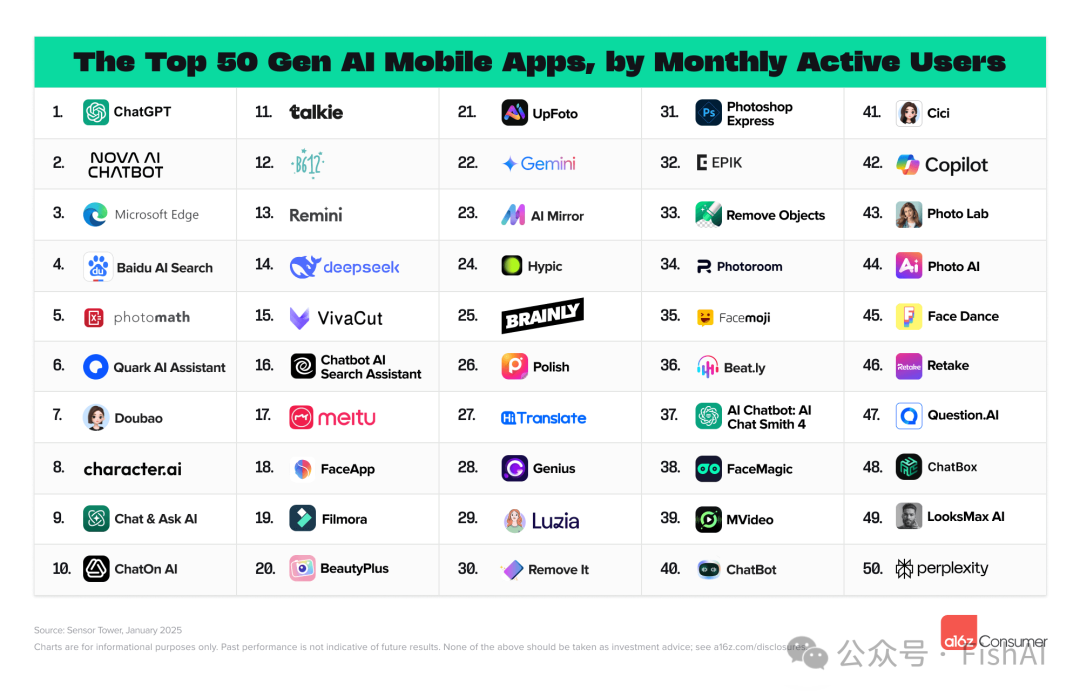 The Top 50 Gen AI Mobile Apps, by Monthly Active Users
1. ChatGPT
2. NOVA AI
CHATBOT
3. Microsoft Edge
4. Baidu AI Search
5. photomath
6. Quark AI Assistant
7. Doubao
8. character.ai
9. Chat & Ask AI
10. ChatOn AI
11. talkie
12. B612
13. Remini
14. deepseek
15. VivaCut
16. Chatbot AI
Search Assistant
17. meitu
18. FaceApp
19. Filmora
20. BeautyPlus
21. UpFoto
22. Gemini
23. AI Mirror
24. Hypic
25. BRAINLY
26. Polish
27. Hi Translate
28. Genius
29. Luzia
30. Remove It
31. Ps Photoshop
Express
32. EPIK
33. Remove Objects
34. Photoroom
35. Facemoji
36. Beat.ly
37. AI Chatbot: AI
Chat Smith 4
38. FaceMagic
39. MVideo
40. ChatBot
41. Cici
42. Copilot
43. Photo Lab
44. Ai Photo AI
45. Face Dance
46. Retake Retake
47. Question.AI
48. ChatBox
49. LooksMax AI
50. perplexity
Source: Sensor Tower, January 2025
Charts are for informational purposes only. Past performance is not indicative of future results. None of the above should be taken as investment advice; see a16z.com/disclosures
a16z Consumer
公众号 · FishAI